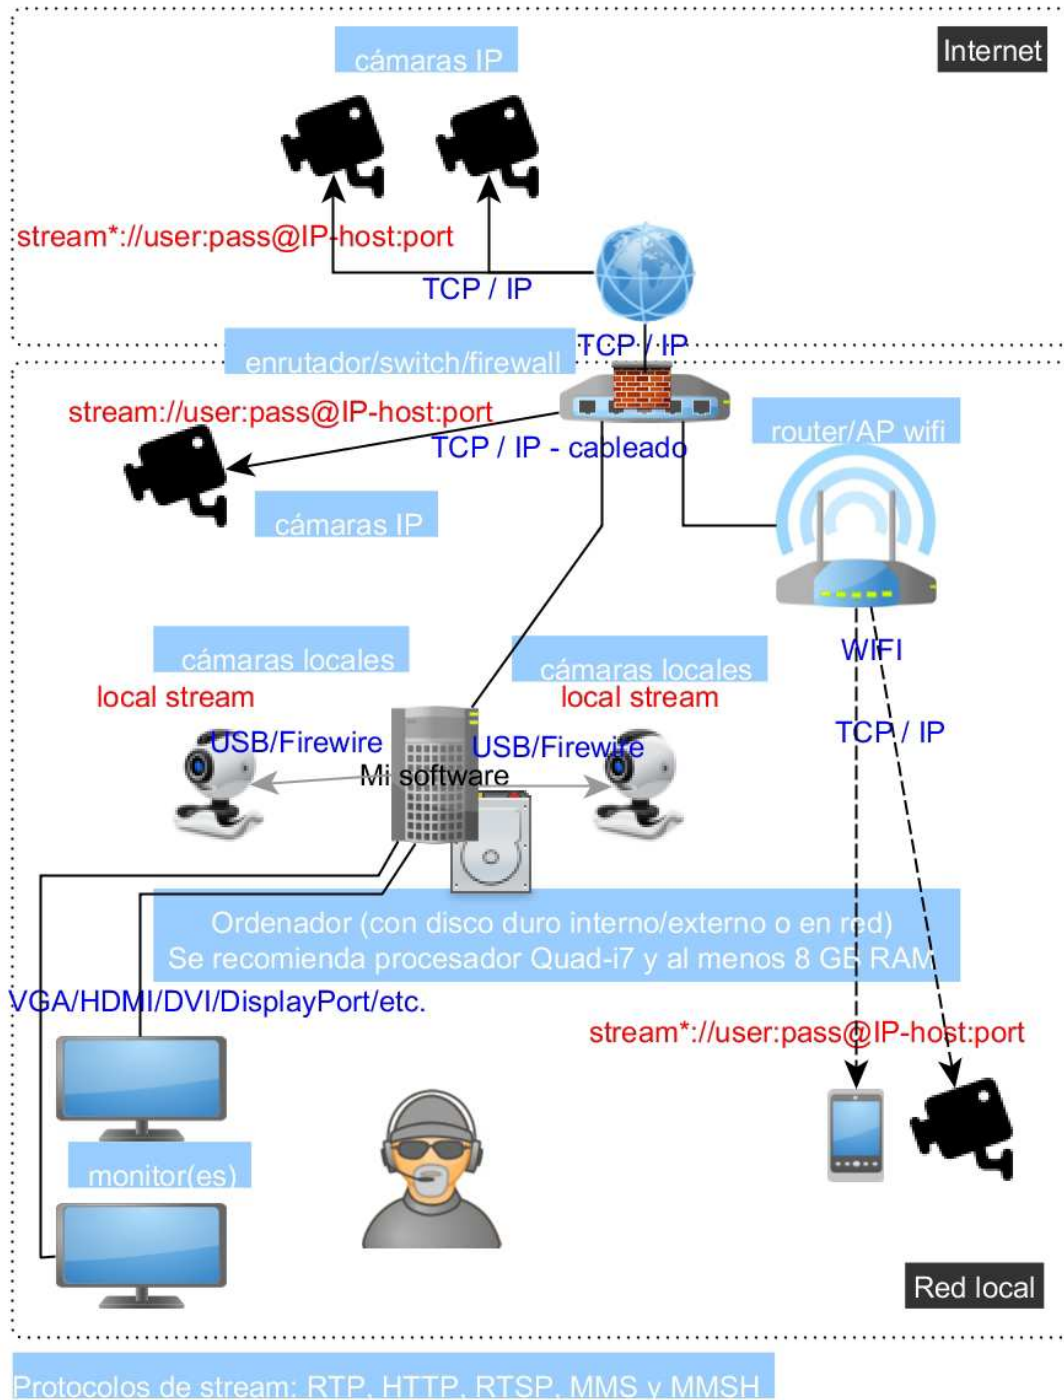 cámaras IP
Internet
stream*://user:pass@IP-host:port
TCP / IP
TCP / IP
enrutador/switch/firewall
stream://user:pass@IP-host:port
TCP / IP - cableado
router/AP wifi
cámaras IP
WIFI
cámaras locales
cámaras locales
local stream
local stream
USB/Firewire
USB/Firewire
TCP / IP
Mi software
Ordenador (con disco duro interno/externo o en red)
Se recomienda procesador Quad-i7 y al menos 8 GB RAM
VGA/HDMI/DVI/DisplayPort/etc.
stream*://user:pass@IP-host:port
monitor(es)
Red local
Protocolos de stream: RTP, HTTP, RTSP, MMS y MMSH